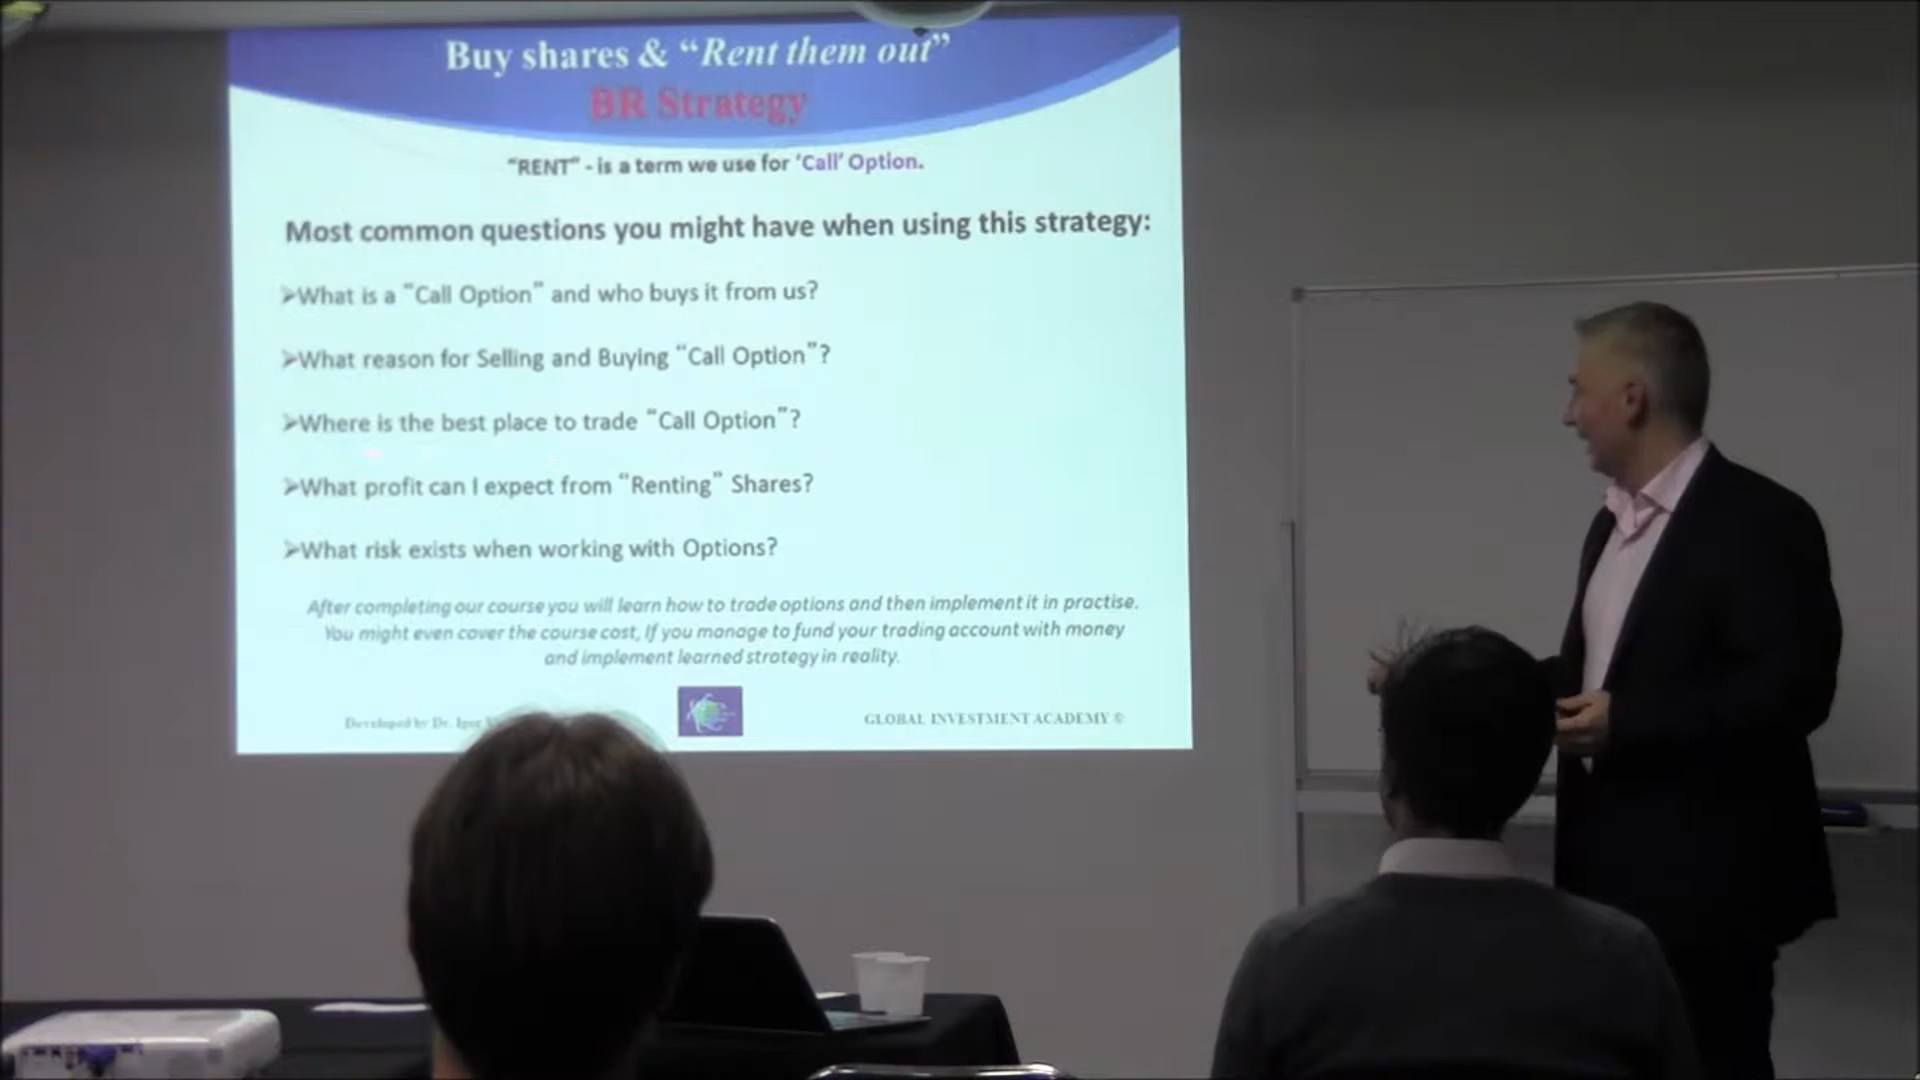 Buy shares & “Rent them out”
BR Strategy
“RENT” - is a term we use for ‘Call’ Option.
Most common questions you might have when using this strategy:
➢What is a “Call Option” and who buys it from us?
➢What reason for Selling and Buying “Call Option”?
➢Where is the best place to trade “Call Option”?
➢What profit can I expect from “Renting” Shares?
➢What risk exists when working with Options?
After completing our course you will learn how to trade options and then implement it in practise.
You might even cover the course cost, If you manage to fund your trading account with money
and implement learned strategy in reality.
Developed by Dr. Igor
GLOBAL INVESTMENT ACADEMY ©